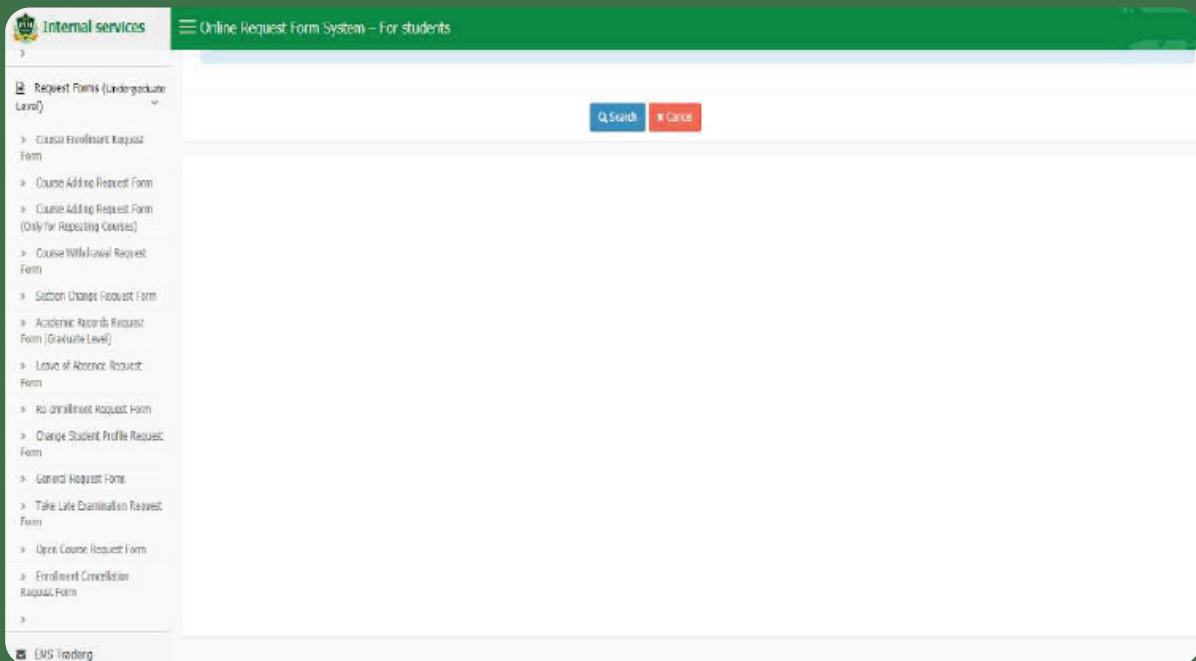 Internal services
Online Request Form System – For students
Request Forms (Undergraduate
Level)
Search
Cancel
» Course Enrollment Request
Form
» Course Adding Request Form
» Course Adding Request Form
(Only for Repeating Courses)
» Course Withdrawal Request
Form
» Section Change Request Form
» Academic Records Request
Form (Graduate Level)
» Leave of Absence Request
Form
» Re-enrollment Request Form
» Change Student Profile Request
Form
» General Request Form
» Take Late Examination Request
Form
» Open Course Request Form
» Enrollment Cancellation
Request Form
EMS Tracking